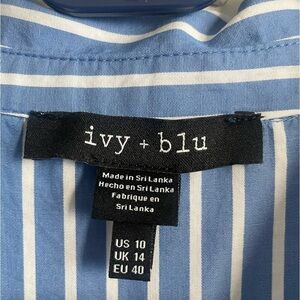 ivy + blu
Made in Sri Lanka
Hecho en Sri Lanka
Fabrique en
Sri Lanka
US 10
UK 14
EU 40